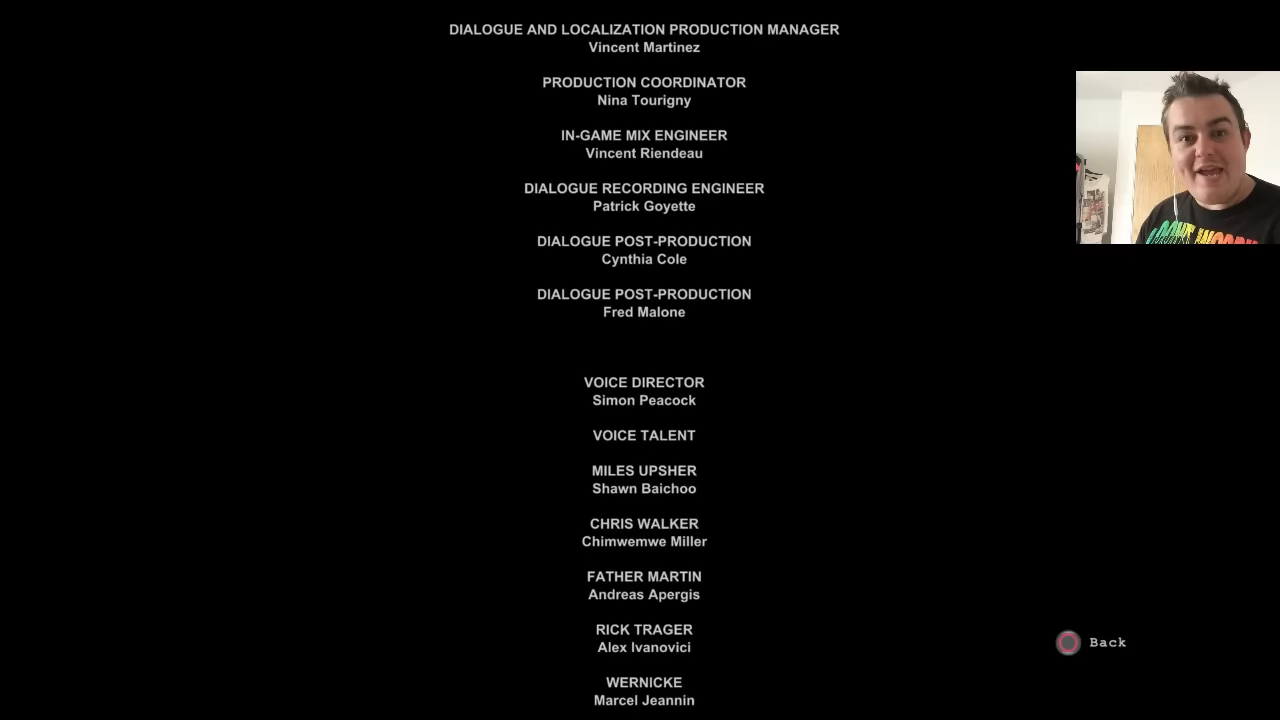 DIALOGUE AND LOCALIZATION PRODUCTION MANAGER
Vincent Martinez
PRODUCTION COORDINATOR
Nina Tourigny
IN-GAME MIX ENGINEER
Vincent Riendeau
DIALOGUE RECORDING ENGINEER
Patrick Goyette
DIALOGUE POST-PRODUCTION
Cynthia Cole
DIALOGUE POST-PRODUCTION
Fred Malone
VOICE DIRECTOR
Simon Peacock
VOICE TALENT
MILES UPSHER
Shawn Baichoo
CHRIS WALKER
Chimwemwe Miller
FATHER MARTIN
Andreas Apergis
RICK TRAGER
Alex Ivanovici
WERNICKE
Marcel Jeannin
Back
DON'T